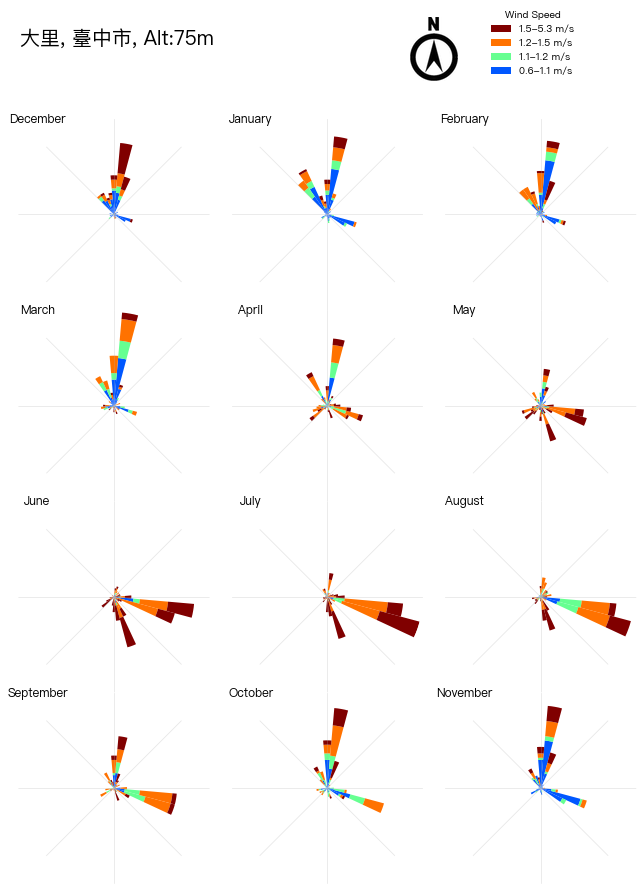 大里, 臺中市, Alt:75m
N
Wind Speed
1.5–5.3 m/s
1.2–1.5 m/s
1.1–1.2 m/s
0.6–1.1 m/s
December
January
February
March
April
May
June
July
August
September
October
November